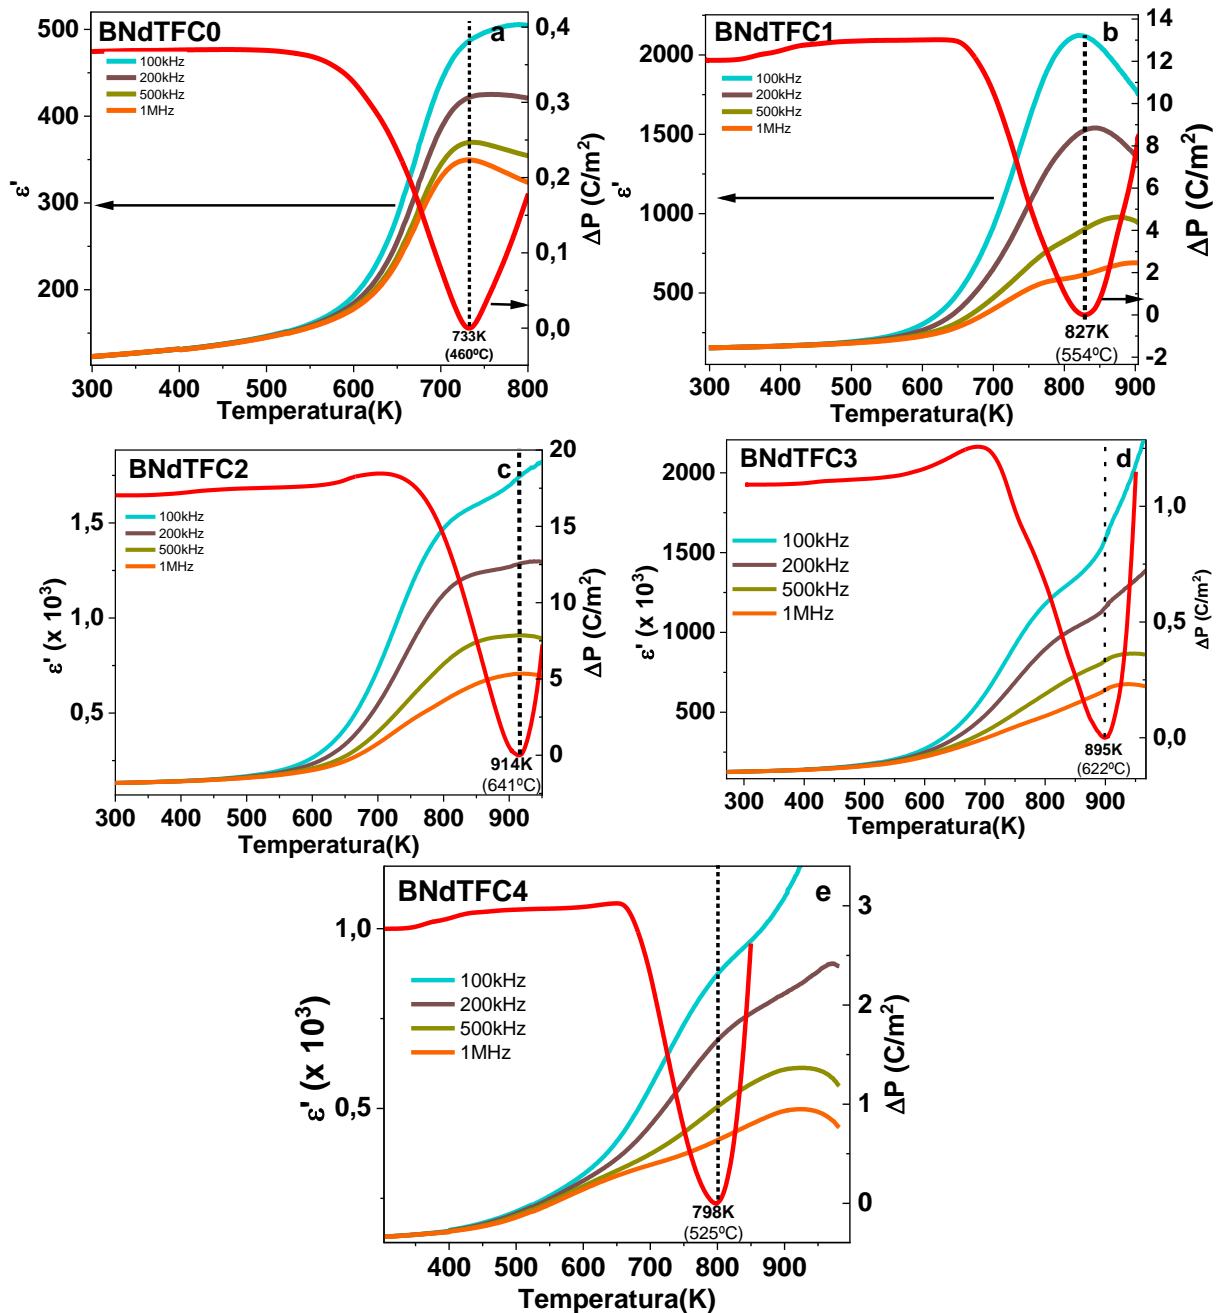 BNdTFC0
a
500
400
300
200
ε'
100kHz
200kHz
500kHz
1MHz
0,4
0,3
0,2
0,1
0,0
ΔP (C/m²)
733K
(460ºC)
300 400 500 600 700 800
Temperatura(K)
BNdTFC1
b
2000
1500
1000
500
ε'
100kHz
200kHz
500kHz
1MHz
14
12
10
8
6
4
2
0
-2
ΔP (C/m²)
827K
(554ºC)
300 400 500 600 700 800 900
Temperatura(K)
BNdTFC2
c
1,5
1,0
0,5
ε' (x 10³)
100kHz
200kHz
500kHz
1MHz
20
15
10
5
0
ΔP (C/m²)
914K
(641ºC)
300 400 500 600 700 800 900
Temperatura(K)
BNdTFC3
d
2000
1500
1000
500
ε' (x 10³)
100kHz
200kHz
500kHz
1MHz
1,0
0,5
0,0
ΔP (C/m²)
895K
(622ºC)
300 400 500 600 700 800 900
Temperatura(K)
BNdTFC4
e
1,0
0,5
ε' (x 10³)
100kHz
200kHz
500kHz
1MHz
3
2
1
0
ΔP (C/m²)
798K
(525ºC)
400 500 600 700 800 900
Temperatura(K)